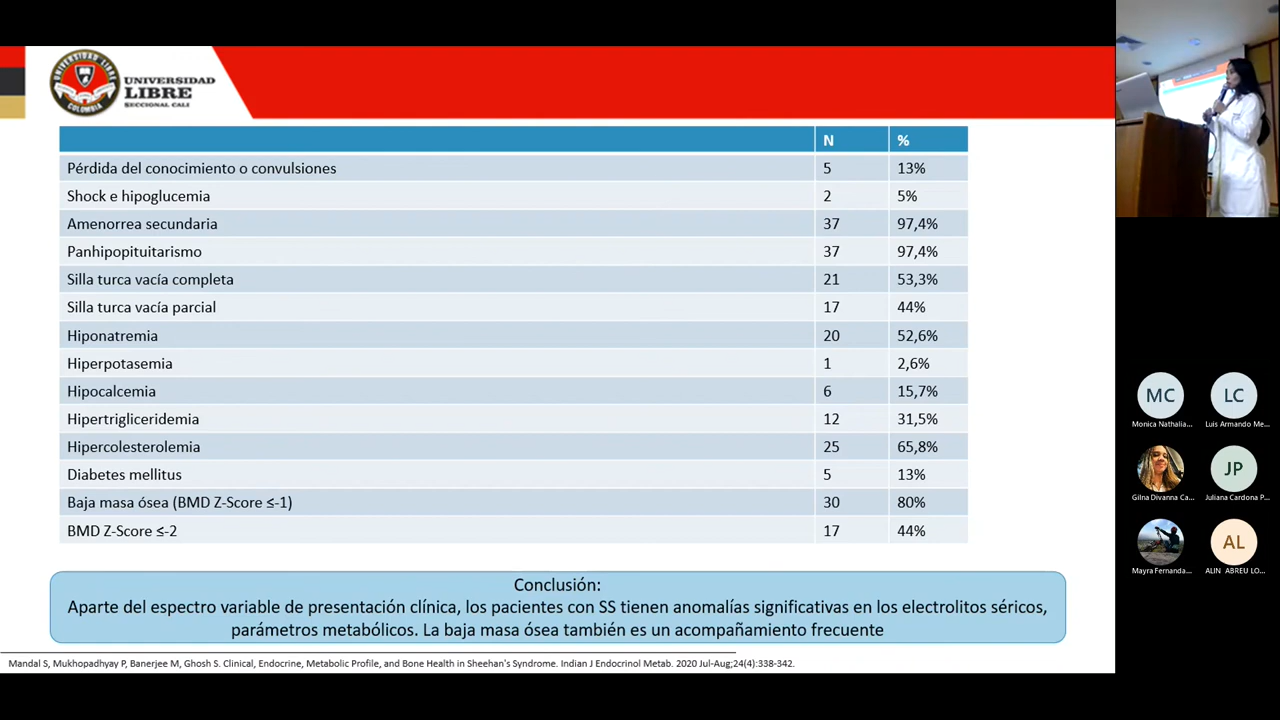 UNIVERSIDAD LIBRE
COLOMBIA
UNIVERSIDAD
LIBRE
SECCIONAL CALI
N %
Pérdida del conocimiento o convulsiones 5 13%
Shock e hipoglucemia 2 5%
Amenorrea secundaria 37 97,4%
Panhipopituitarismo 37 97,4%
Silla turca vacía completa 21 53,3%
Silla turca vacía parcial 17 44%
Hiponatremia 20 52,6%
Hiperpotasemia 1 2,6%
Hipocalcemia 6 15,7%
Hipertrigliceridemia 12 31,5%
Hipercolesterolemia 25 65,8%
Diabetes mellitus 5 13%
Baja masa ósea (BMD Z-Score ≤-1) 30 80%
BMD Z-Score ≤-2 17 44%
Conclusión:
Aparte del espectro variable de presentación clínica, los pacientes con SS tienen anomalías significativas en los electrolitos séricos,
parámetros metabólicos. La baja masa ósea también es un acompañamiento frecuente
Mandal S, Mukhopadhyay P, Banerjee M, Ghosh S. Clinical, Endocrine, Metabolic Profile, and Bone Health in Sheehan's Syndrome. Indian J Endocrinol Metab. 2020 Jul-Aug;24(4):338-342.
MC LC
Monica Nathalia... Luis Armando Me...
JP
Gilna Divanna Ca... Juliana Cardona P...
AL
Mayra Fernanda... ALIN ABREU LO...